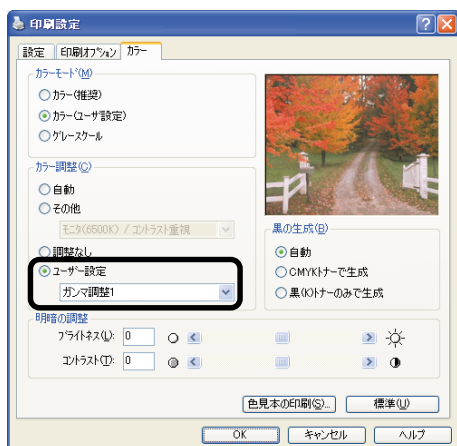 印刷設定
設定 印刷オプション カラー
カラーモード(M)
カラー(推奨)
カラー(ユーザ設定)
グレースケール
カラー調整(C)
自動
その他
モニタ(6500K) / コントラスト重視
調整なし
ユーザー設定
ガンマ調整1
黒の生成(B)
自動
CMYKトナーで生成
黒(K)トナーのみで生成
明暗の調整
ブライトネス(L): 0
コントラスト(T): 0
色見本の印刷(S)... 標準(U)
OK キャンセル ヘルプ